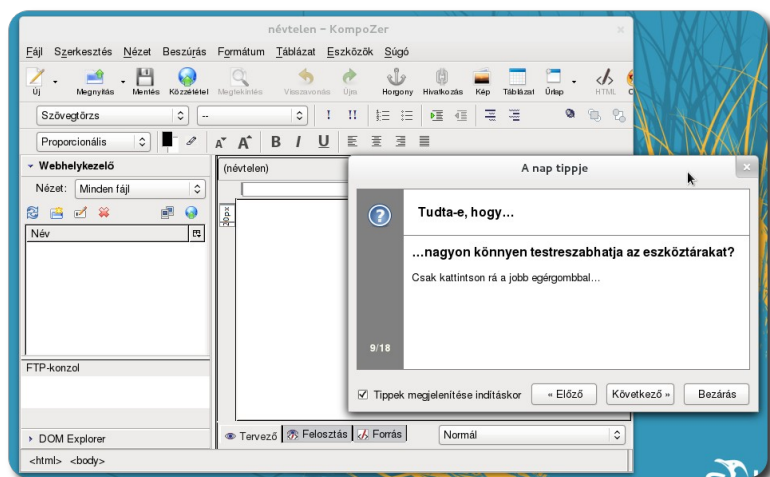 névtelen – KompoZer
Fájl Szerkesztés Nézet Beszúrás Formátum Táblázat Eszközök Súgó
Új Megnyitás Mentés Közzététel Megtekintés Visszavonás Újra Horgony Hivatkozás Kép Táblázat Űrlap HTML
Szövegtörzs -- ! !!
Proporcionális A A B I U
Webhelykezelő
Nézet: Minden fájl
Név
FTP-konzol
DOM Explorer
<html> <body>
(névtelen)
20px
Tervező Felosztás Forrás Normál
A nap tippje
Tudta-e, hogy…
…nagyon könnyen testreszabhatja az eszköztárakat?
Csak kattintson rá a jobb egérgombbal…
9/18
Tippek megjelenítése indításkor « Előző Következő » Bezárás